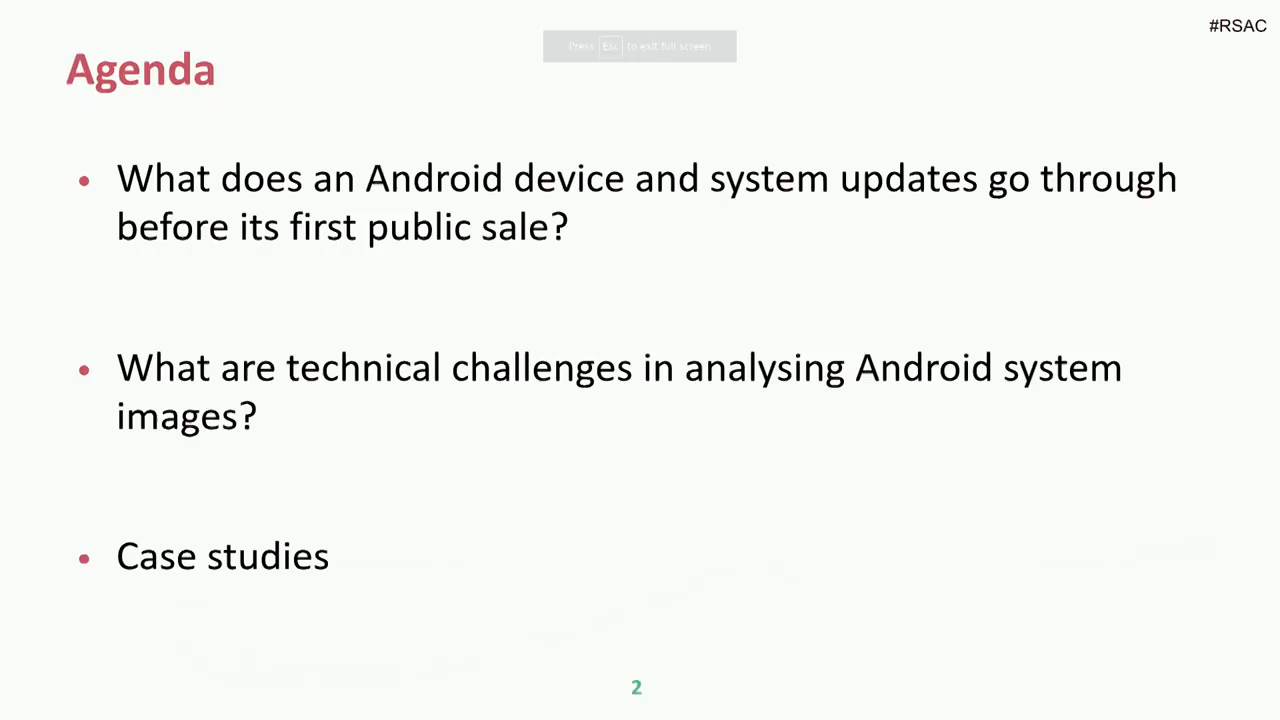 #RSAC
Press Esc to exit full screen
Agenda
• What does an Android device and system updates go through
before its first public sale?
• What are technical challenges in analysing Android system
images?
• Case studies
2